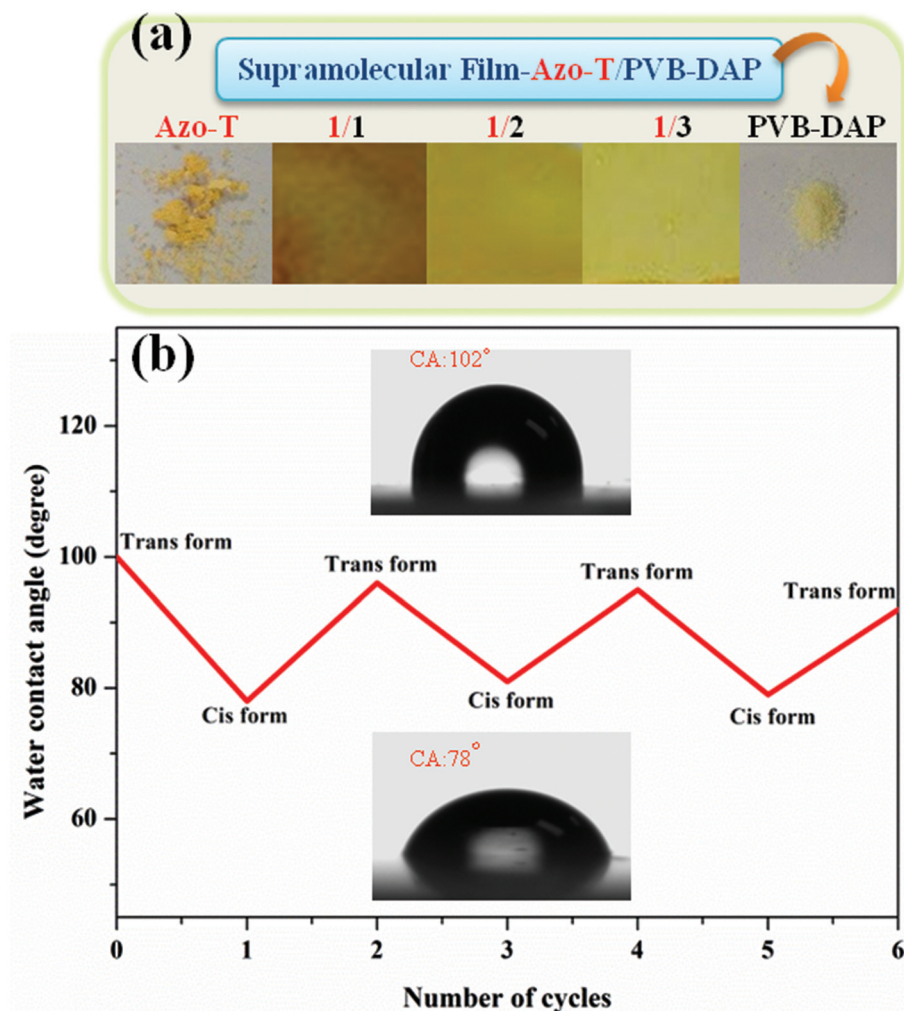 (a)
Supramolecular Film-Azo-T/PVB-DAP
Azo-T 1/1 1/2 1/3 PVB-DAP
(b)
CA:102°
120
100
80
60
Water contact angle (degree)
Trans form
Trans form
Trans form
Trans form
Cis form
Cis form
Cis form
CA:78°
0 1 2 3 4 5 6
Number of cycles